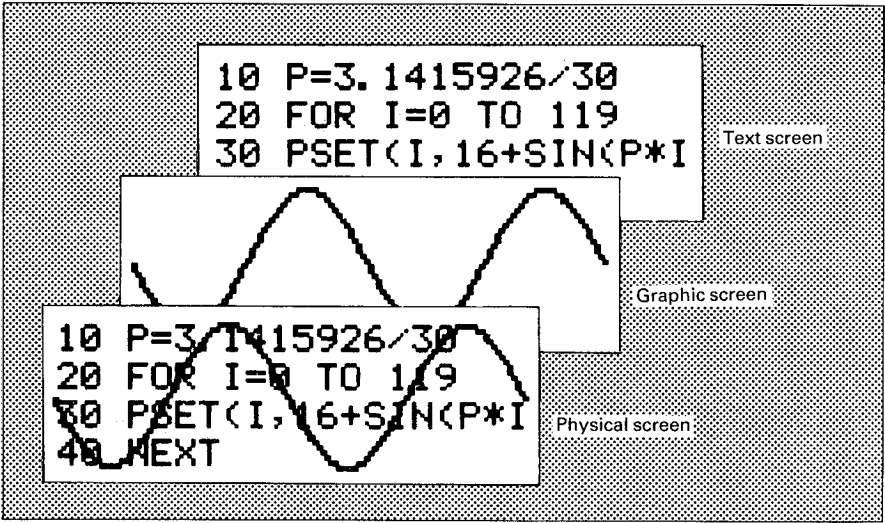 10 P=3.1415926/30
20 FOR I=0 TO 119
30 PSET(I,16+SIN(P*I
Text screen
Graphic screen
10 P=3.1415926/30
20 FOR I=0 TO 119
30 PSET(I,16+SIN(P*I
40 NEXT
Physical screen